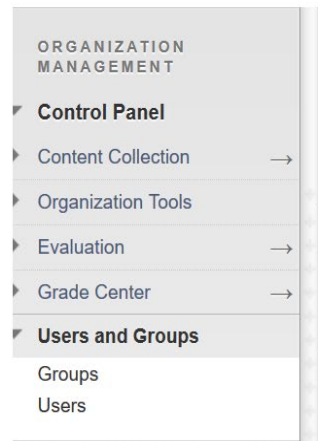 ORGANIZATION
MANAGEMENT
Control Panel
Content Collection
Organization Tools
Evaluation
Grade Center
Users and Groups
Groups
Users